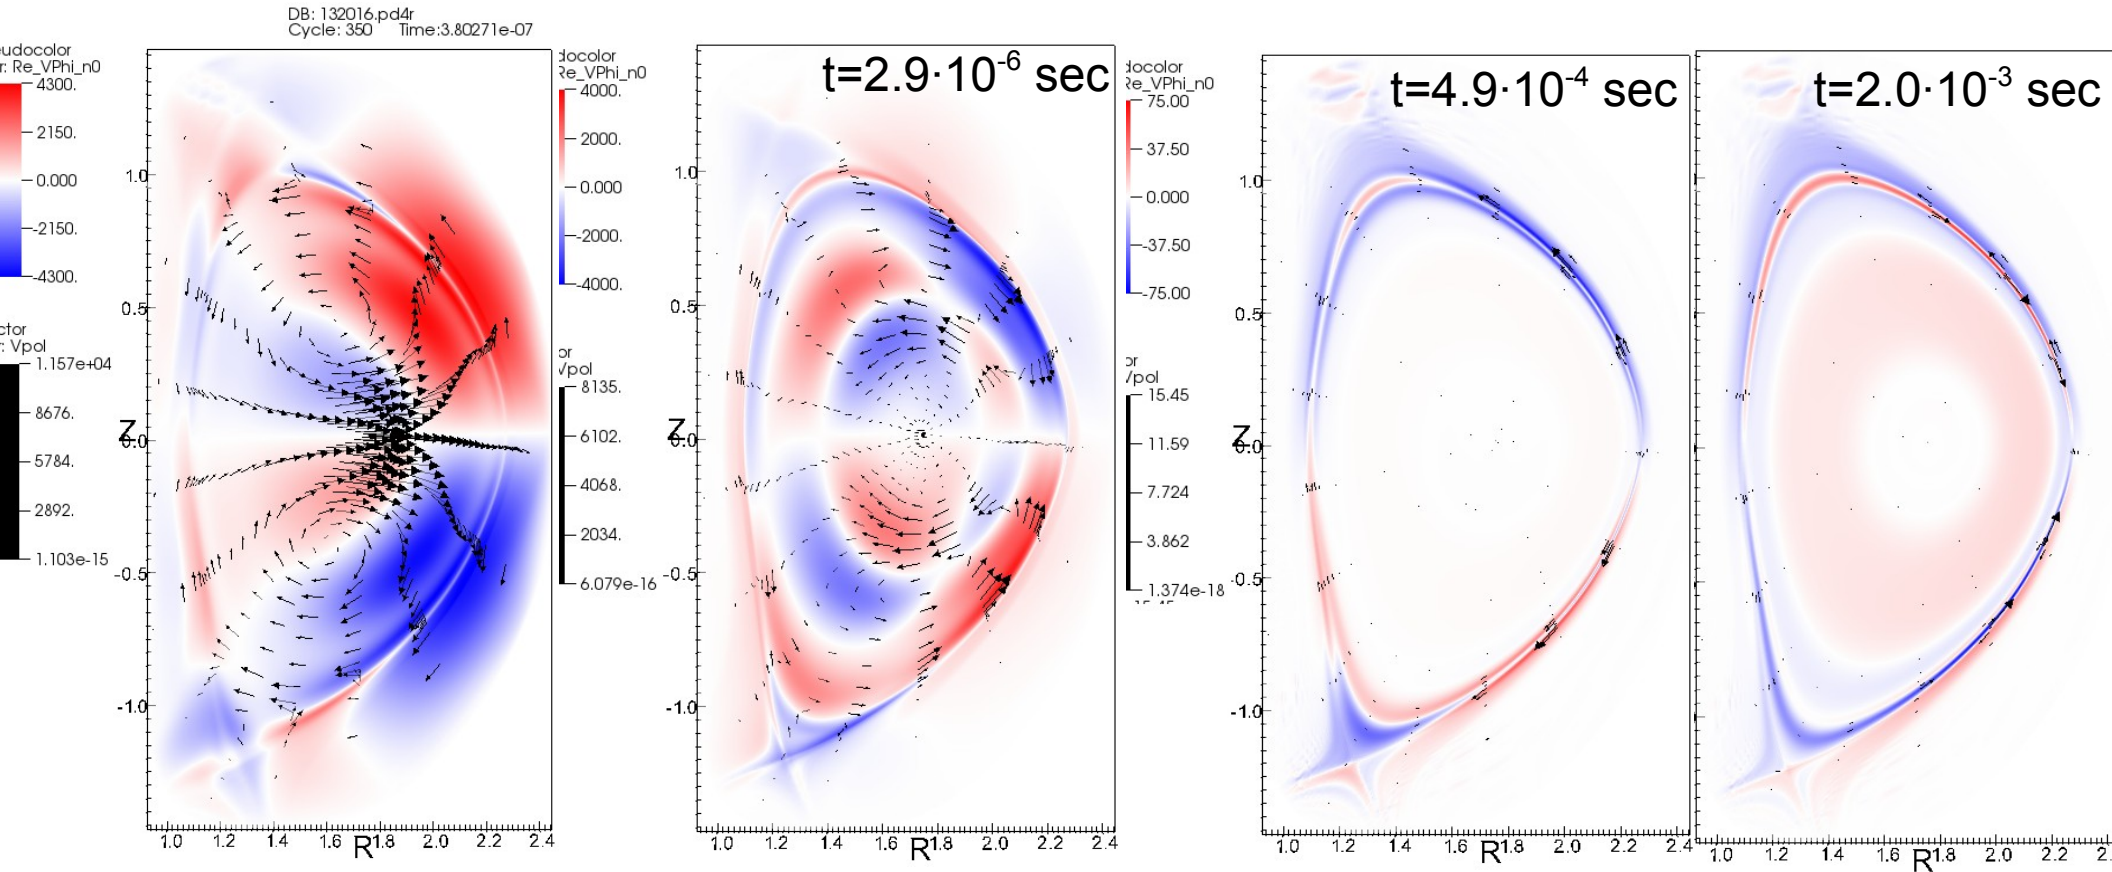 DB: 132016.pd4r
Cycle: 350 Time:3.80271e-07
eudocolor
r: Re_VPhi_n0
4300.
2150.
0.000
-2150.
-4300.
ctor
r: Vpol
1.157e+04
8676.
5784.
2892.
1.103e-15
1.0
0.5
0.0
-0.5
-1.0
Z
1.0 1.2 1.4 1.6 1.8 2.0 2.2 2.4
R
docolor
Re_VPhi_n0
4000.
2000.
0.000
-2000.
-4000.
or
Vpol
8135.
6102.
4068.
2034.
6.079e-16
t=2.9·10-6 sec
1.0
0.5
0.0
-0.5
-1.0
Z
1.0 1.2 1.4 1.6 1.8 2.0 2.2 2.4
R
docolor
Re_VPhi_n0
75.00
37.50
0.000
-37.50
-75.00
or
Vpol
15.45
11.59
7.724
3.862
1.374e-18
t=4.9·10-4 sec
1.0
0.5
0.0
-0.5
-1.0
Z
1.0 1.2 1.4 1.6 1.8 2.0 2.2 2.4
R
t=2.0·10-3 sec
1.0 1.2 1.4 1.6 1.8 2.0 2.2 2.
R